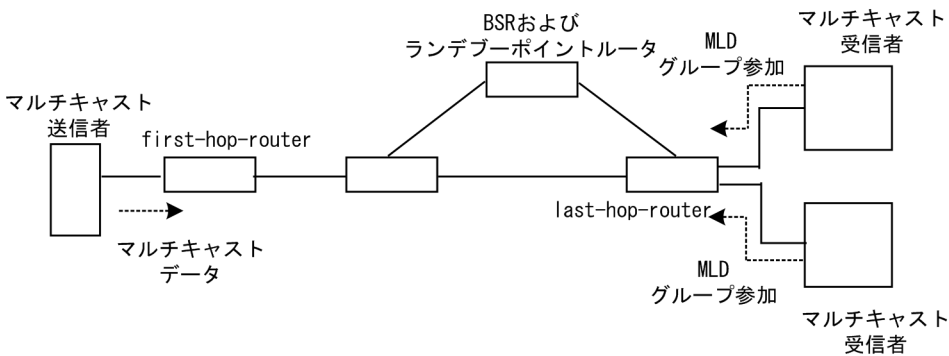 BSRおよび
ランデブーポイントルータ
MLD
グループ参加
マルチキャスト
受信者
マルチキャスト
送信者
first-hop-router
last-hop-router
マルチキャスト
データ
MLD
グループ参加
マルチキャスト
受信者